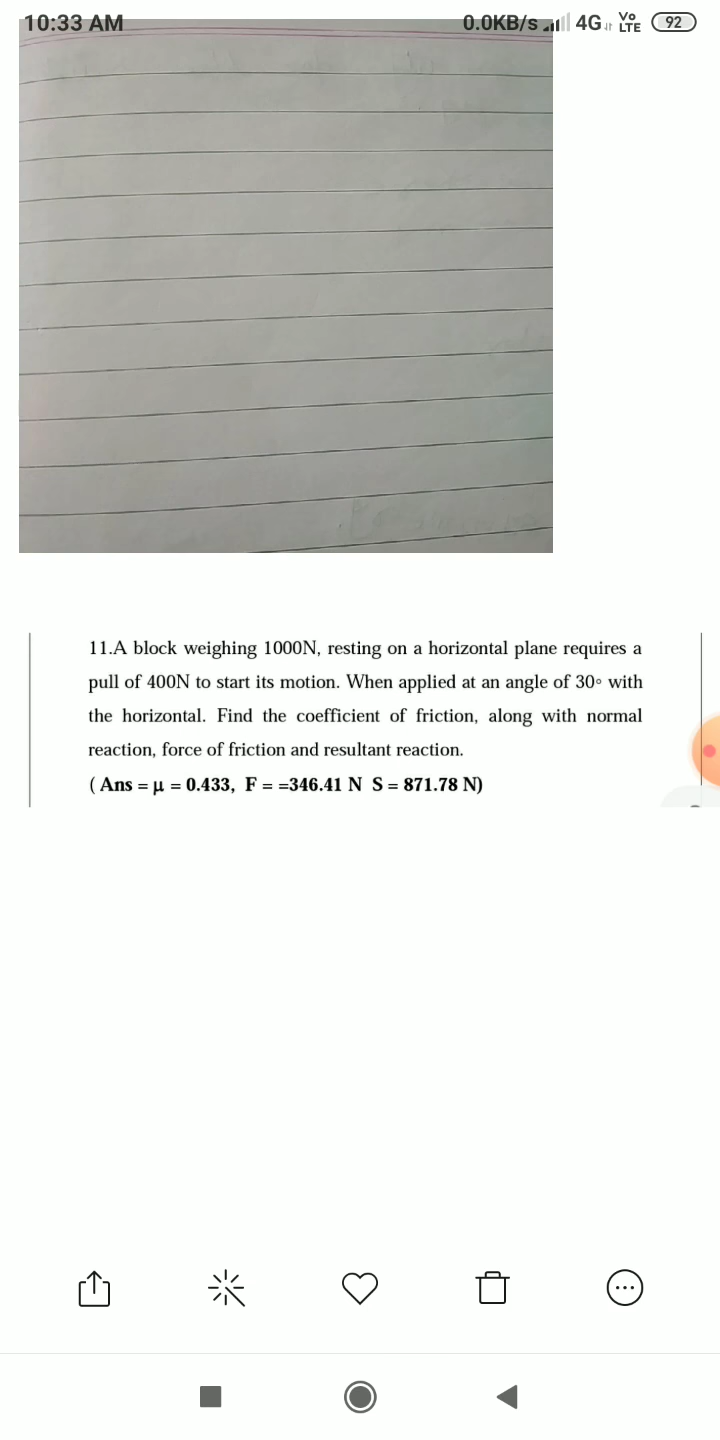 10:33 AM 0.0KB/s 4G Vo LTE 92
11.A block weighing 1000N, resting on a horizontal plane requires a
pull of 400N to start its motion. When applied at an angle of 30° with
the horizontal. Find the coefficient of friction, along with normal
reaction, force of friction and resultant reaction.
( Ans = μ = 0.433, F = =346.41 N S = 871.78 N)